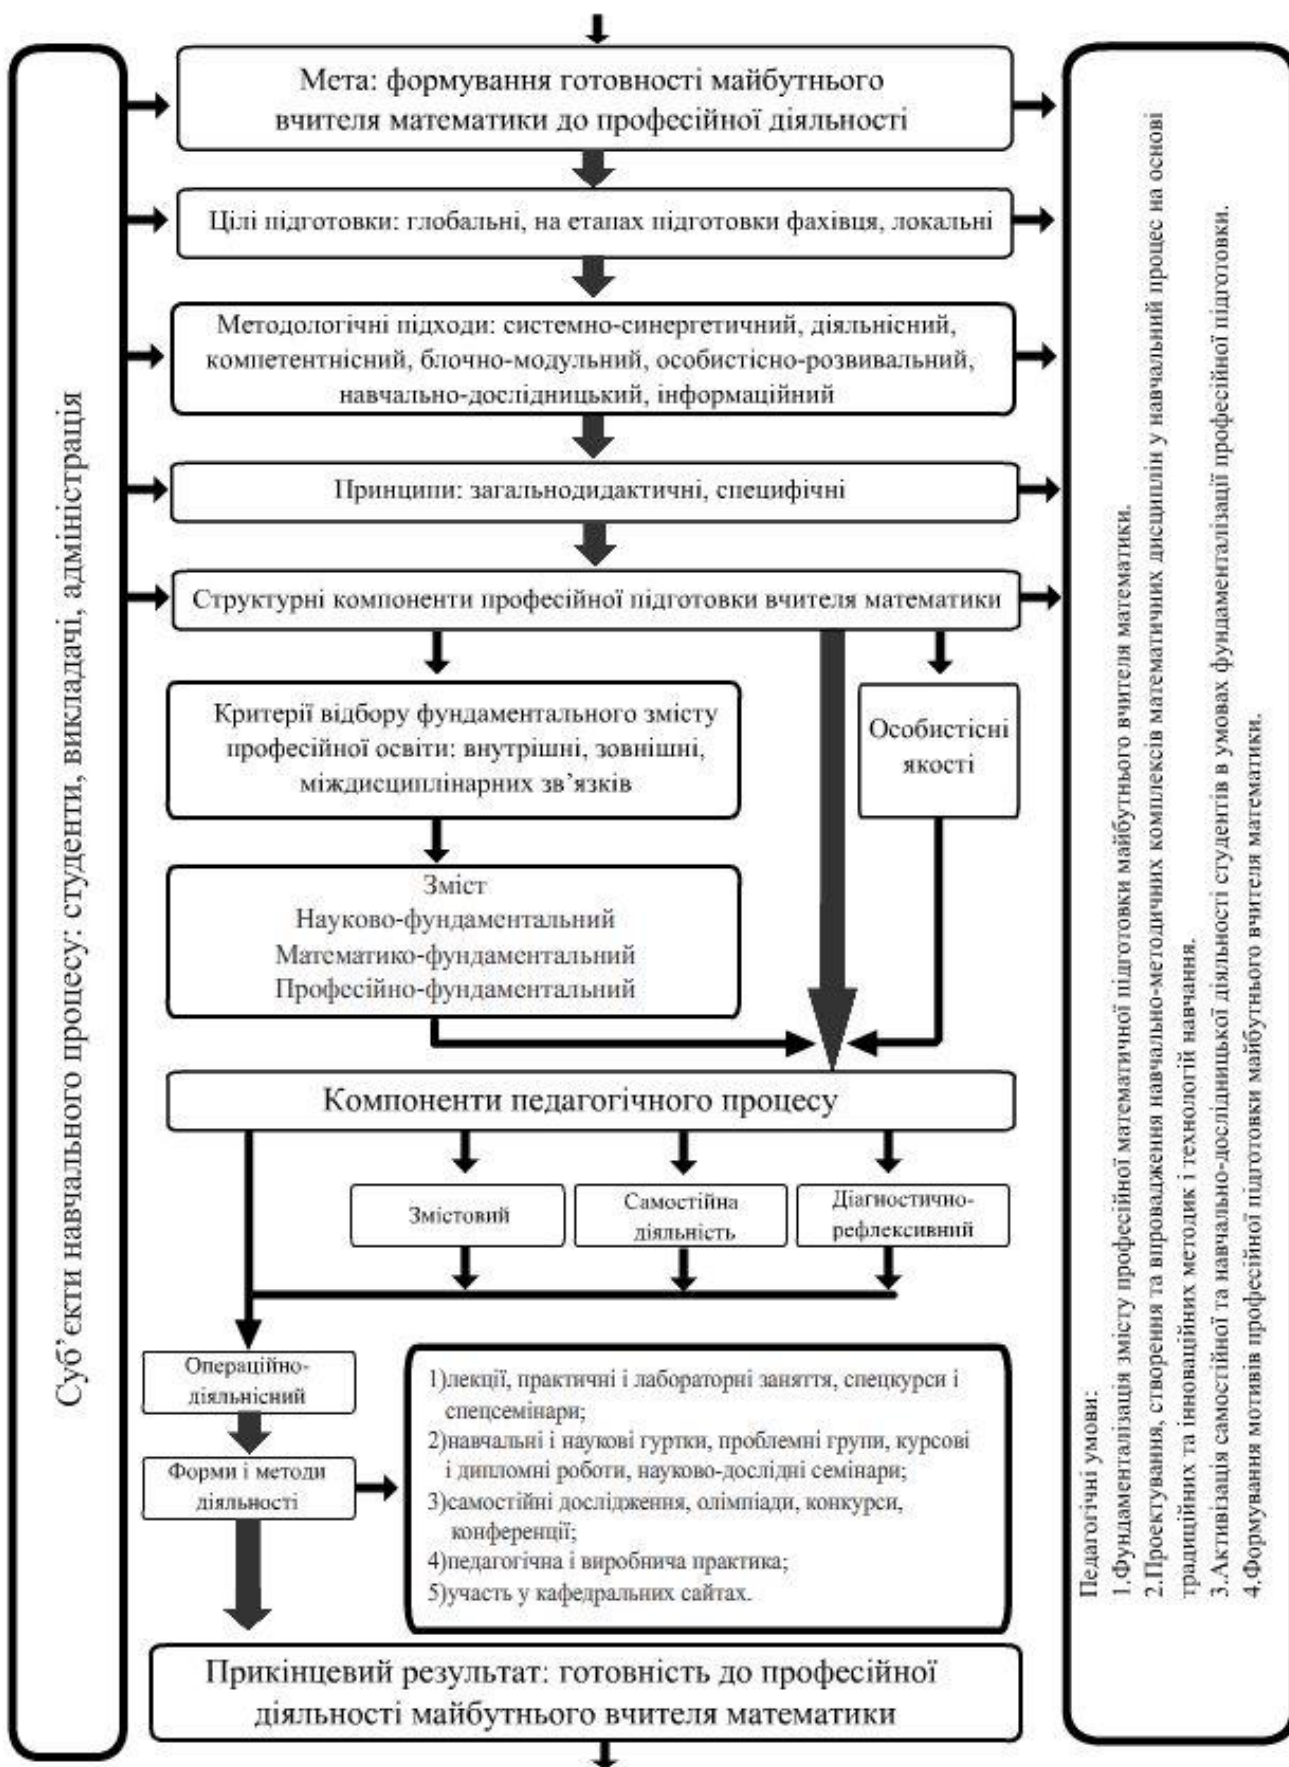 Суб’єкти навчального процесу: студенти, викладачі, адміністрація
Мета: формування готовності майбутнього
вчителя математики до професійної діяльності
Цілі підготовки: глобальні, на етапах підготовки фахівця, локальні
Методологічні підходи: системно-синергетичний, діяльнісний,
компетентнісний, блочно-модульний, особистісно-розвивальний,
навчально-дослідницький, інформаційний
Принципи: загальнодидактичні, специфічні
Структурні компоненти професійної підготовки вчителя математики
Критерії відбору фундаментального змісту
професійної освіти: внутрішні, зовнішні,
міждисциплінарних зв’язків
Особистісні
якості
Зміст
Науково-фундаментальний
Математико-фундаментальний
Професійно-фундаментальний
Компоненти педагогічного процесу
Змістовий
Самостійна
діяльність
Діагностично-
рефлексивний
Операційно-
діяльнісний
Форми і методи
діяльності
1)лекції, практичні і лабораторні заняття, спецкурси і
спецсемінари;
2)навчальні і наукові гуртки, проблемні групи, курсові
і дипломні роботи, науково-дослідні семінари;
3)самостійні дослідження, олімпіади, конкурси,
конференції;
4)педагогічна і виробнича практика;
5)участь у кафедральних сайтах.
Прикінцевий результат: готовність до професійної
діяльності майбутнього вчителя математики
Педагогічні умови:
1.Фундаменталізація змісту професійної математичної підготовки майбутнього вчителя математики.
2.Проектування, створення та впровадження навчально-методичних комплексів математичних дисциплін у навчальний процес на основі
традиційних та інноваційних методик і технологій навчання.
3.Активізація самостійної та навчально-дослідницької діяльності студентів в умовах фундаменталізації професійної підготовки.
4.Формування мотивів професійної підготовки майбутнього вчителя математики.